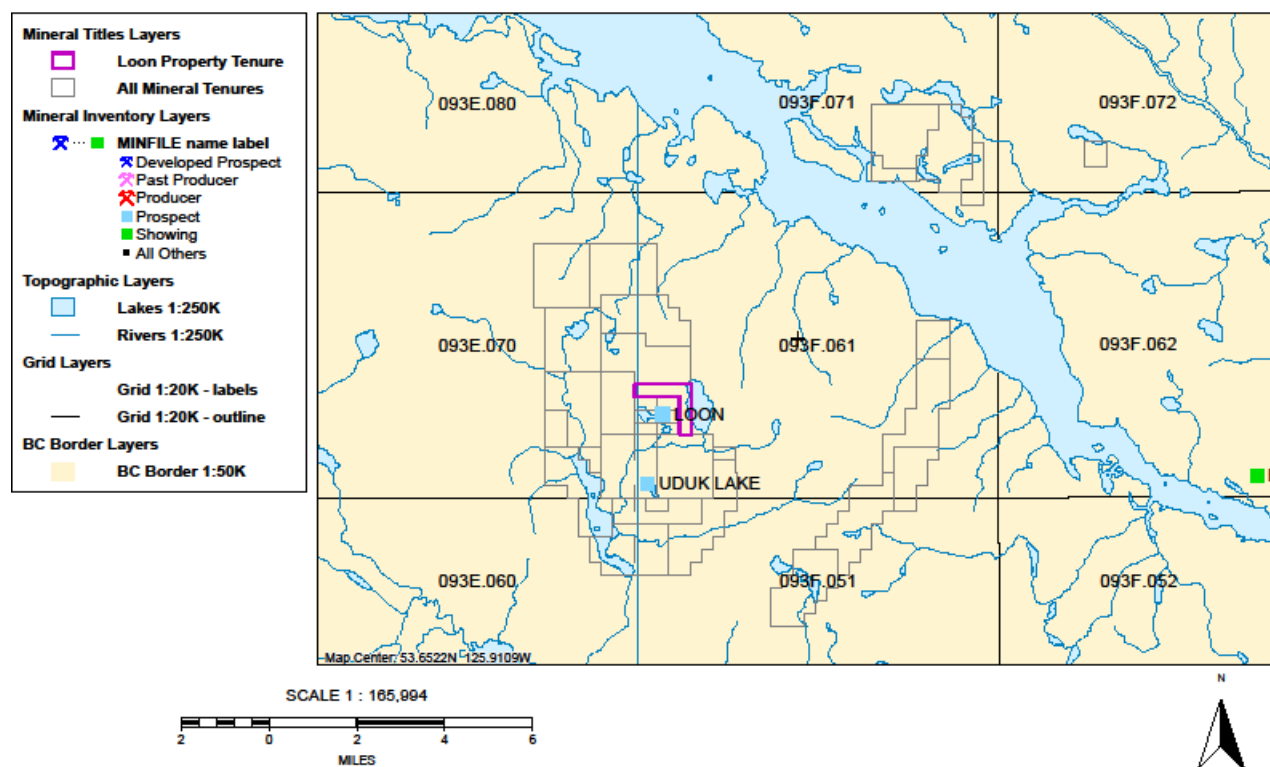 Mineral Titles Layers
Loon Property Tenure
All Mineral Tenures
Mineral Inventory Layers
MINFILE name label
Developed Prospect
Past Producer
Producer
Prospect
Showing
All Others
Topographic Layers
Lakes 1:250K
Rivers 1:250K
Grid Layers
Grid 1:20K - labels
Grid 1:20K - outline
BC Border Layers
BC Border 1:50K
093E.080
093F.071
093F.072
093E.070
093F.061
093F.062
LOON
UDUK LAKE
093E.060
093F.051
093F.052
Map Center: 53.6522N 125.9109W
SCALE 1 : 165,994
2 0 2 4 6
MILES
N